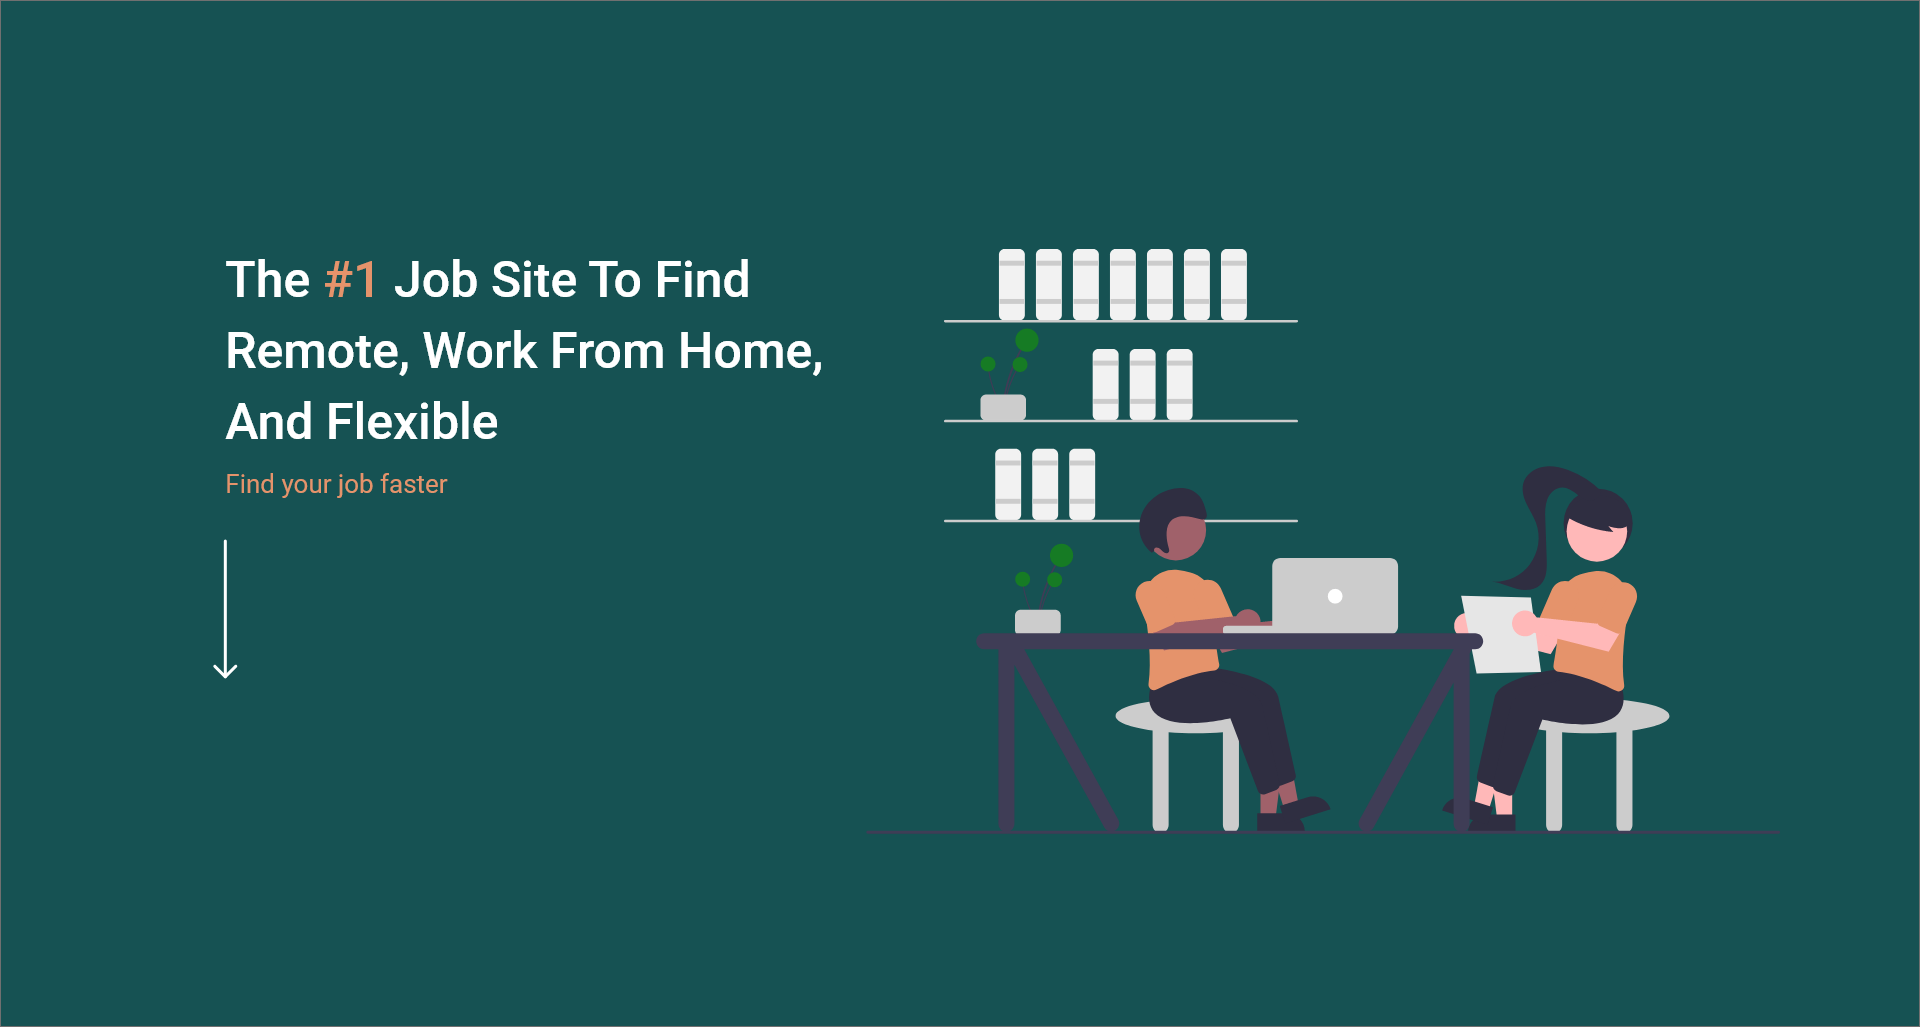 The #1 Job Site To Find
Remote, Work From Home,
And Flexible
Find your job faster